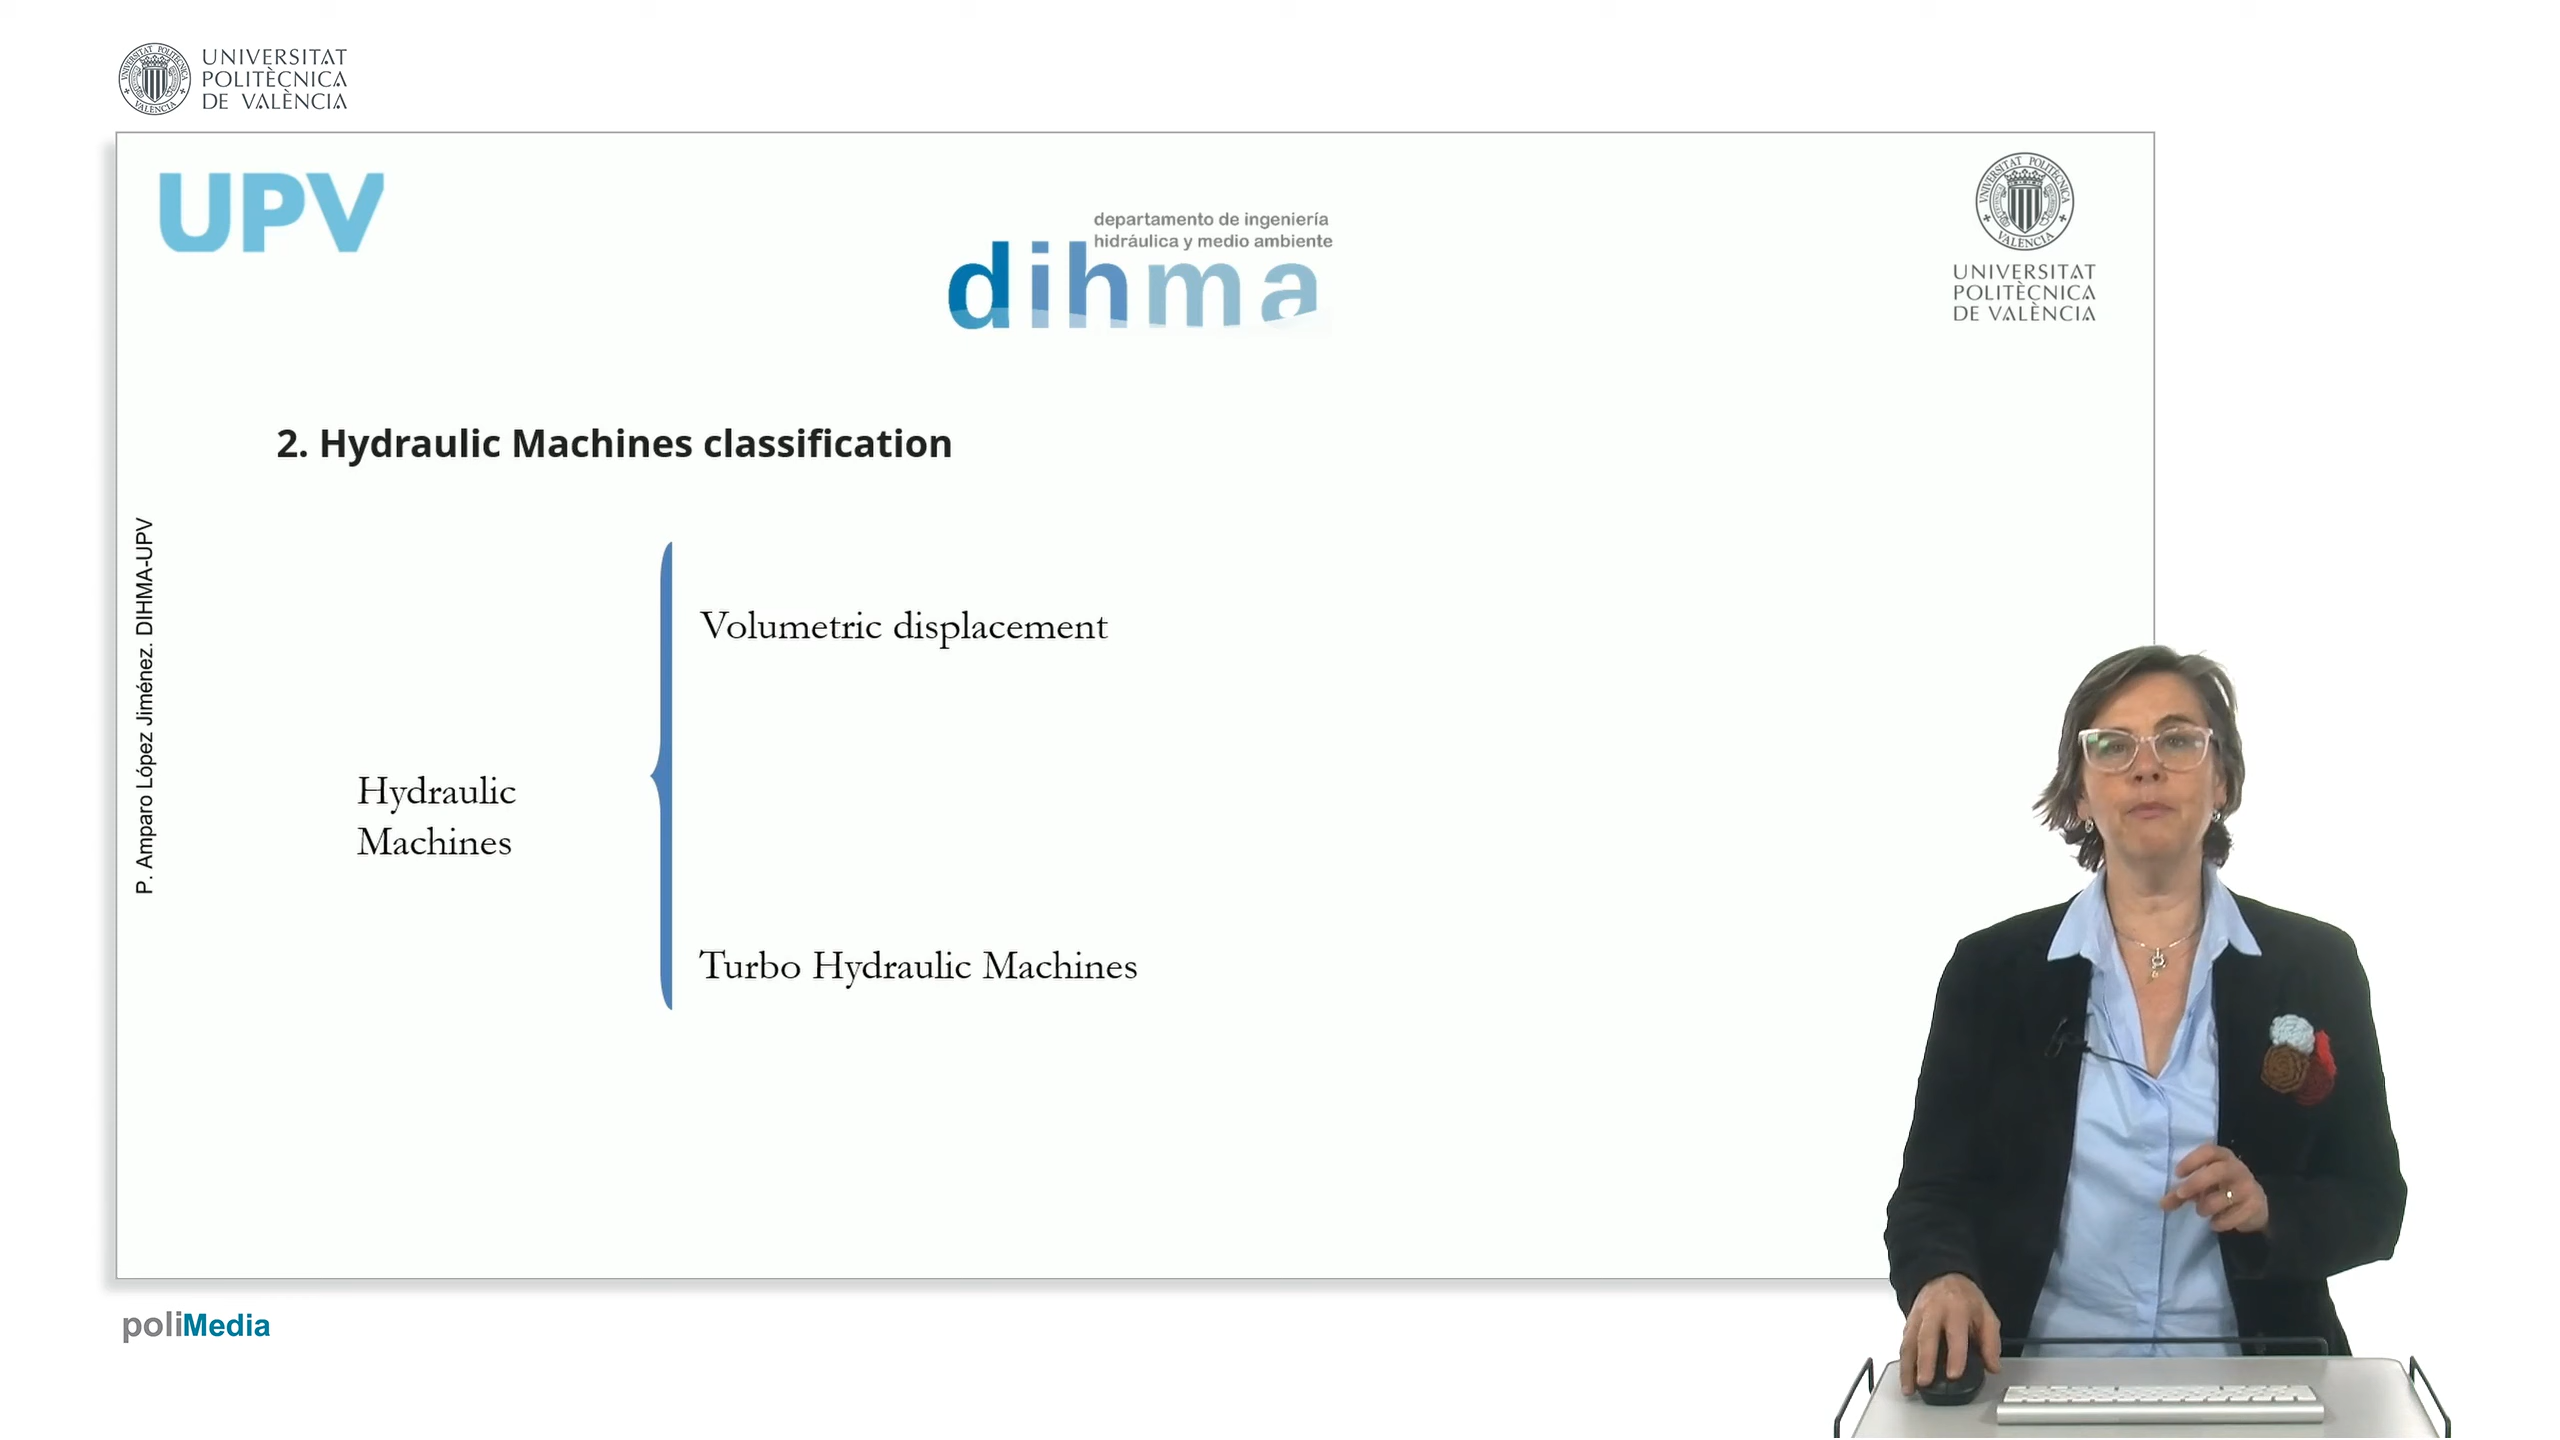 UNIVERSITAT
POLITÈCNICA
DE VALÈNCIA
UPV
departamento de ingeniería
hidráulica y medio ambiente
dihma
UNIVERSITAT
POLITÈCNICA
DE VALÈNCIA
2. Hydraulic Machines classification
P. Amparo López Jiménez. DIHMA-UPV
Volumetric displacement
Hydraulic
Machines
Turbo Hydraulic Machines
poliMedia